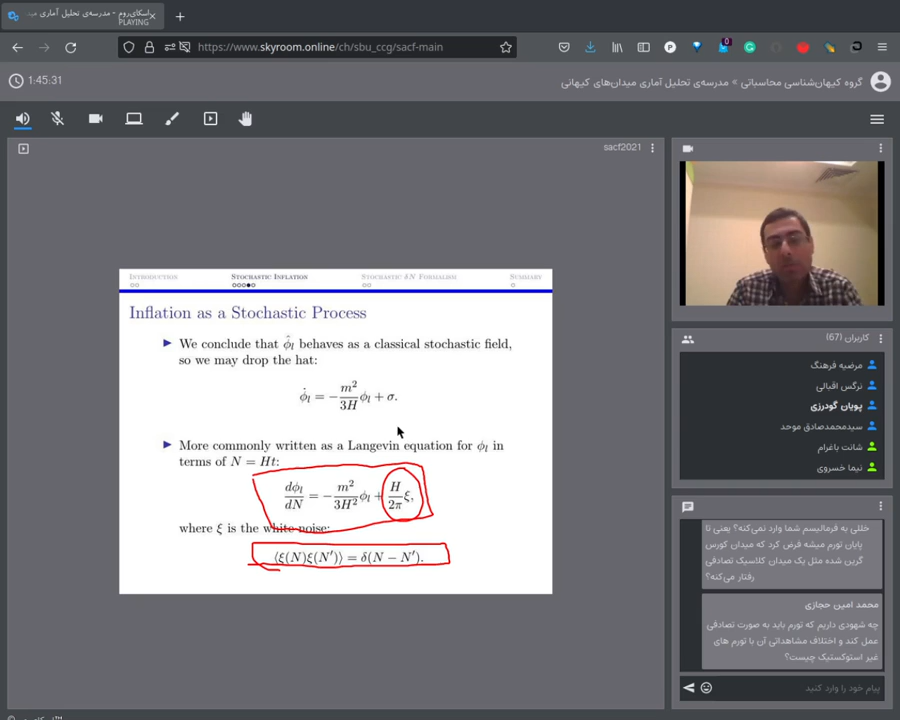 اسکای‌روم - مدرسه‌ی تحلیل آماری مید
PLAYING
https://www.skyroom.online/ch/sbu_ccg/sacf-main
0
1:45:31
گروه کیهان‌شناسی محاسباتی » مدرسه‌ی تحلیل آماری میدان‌های کیهانی
sacf2021
INTRODUCTION
STOCHASTIC INFLATION
STOCHASTIC δN FORMALISM
SUMMARY
Inflation as a Stochastic Process
We conclude that φ̂̇_l behaves as a classical stochastic field,
so we may drop the hat:
φ̇_l = −m²/3H φ_l + σ.
More commonly written as a Langevin equation for φ_l in
terms of N = Ht:
dφ_l/dN = −m²/3H² φ_l + H/2π ξ,
where ξ is the white noise:
⟨ξ(N)ξ(N′)⟩ = δ(N − N′).
کاربران (67)
مرضیه فرهنگ
نرگس اقبالی
پویان گودرزی
سیدمحمدصادق موحد
شانت باغرام
نیما خسروی
خللی به فرمالیسم شما وارد نمی‌کنه؟ یعنی تا
پایان تورم میشه فرض کرد که میدان کورس
گرین شده مثل یک میدان کلاسیک تصادفی
رفتار می‌کنه؟
محمد امین حجازی
چه شهودی داریم که تورم باید به صورت تصادفی
عمل کند و اختلاف مشاهداتی آن با تورم های
غیر استوکستیک چیست؟
پیام خود را وارد کنید